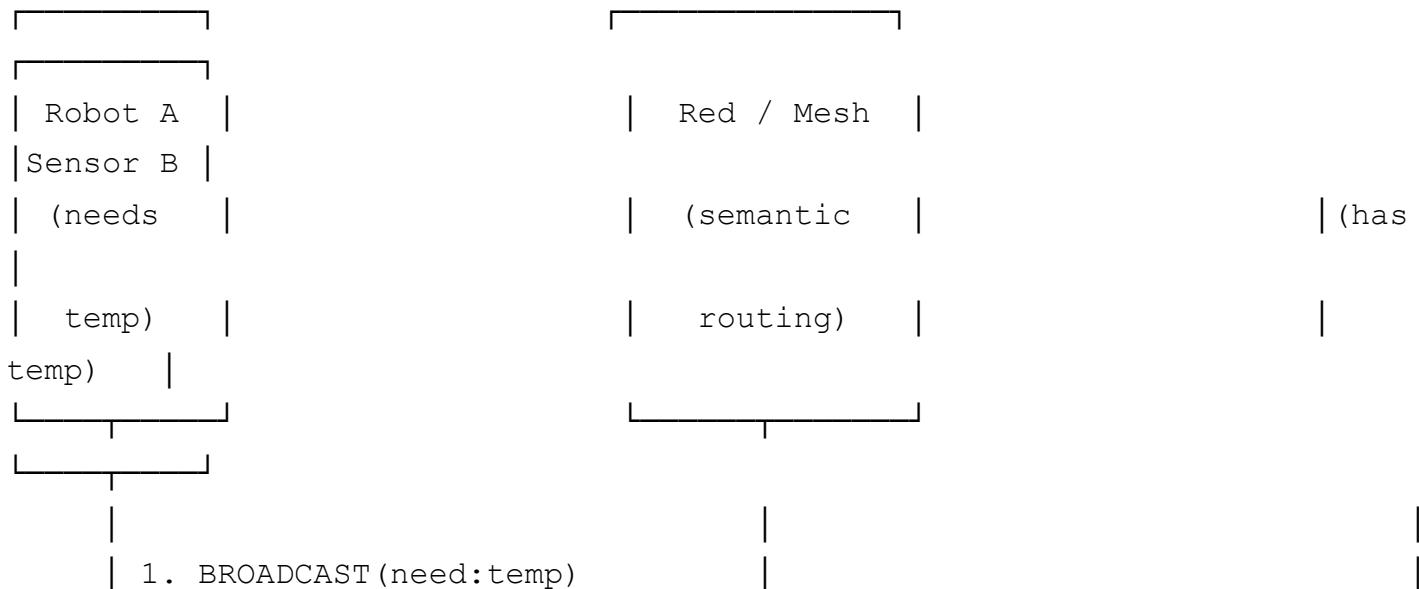 Robot A Red / Mesh
Sensor B
(needs (semantic (has
temp) routing)
temp)
1. BROADCAST(need:temp)